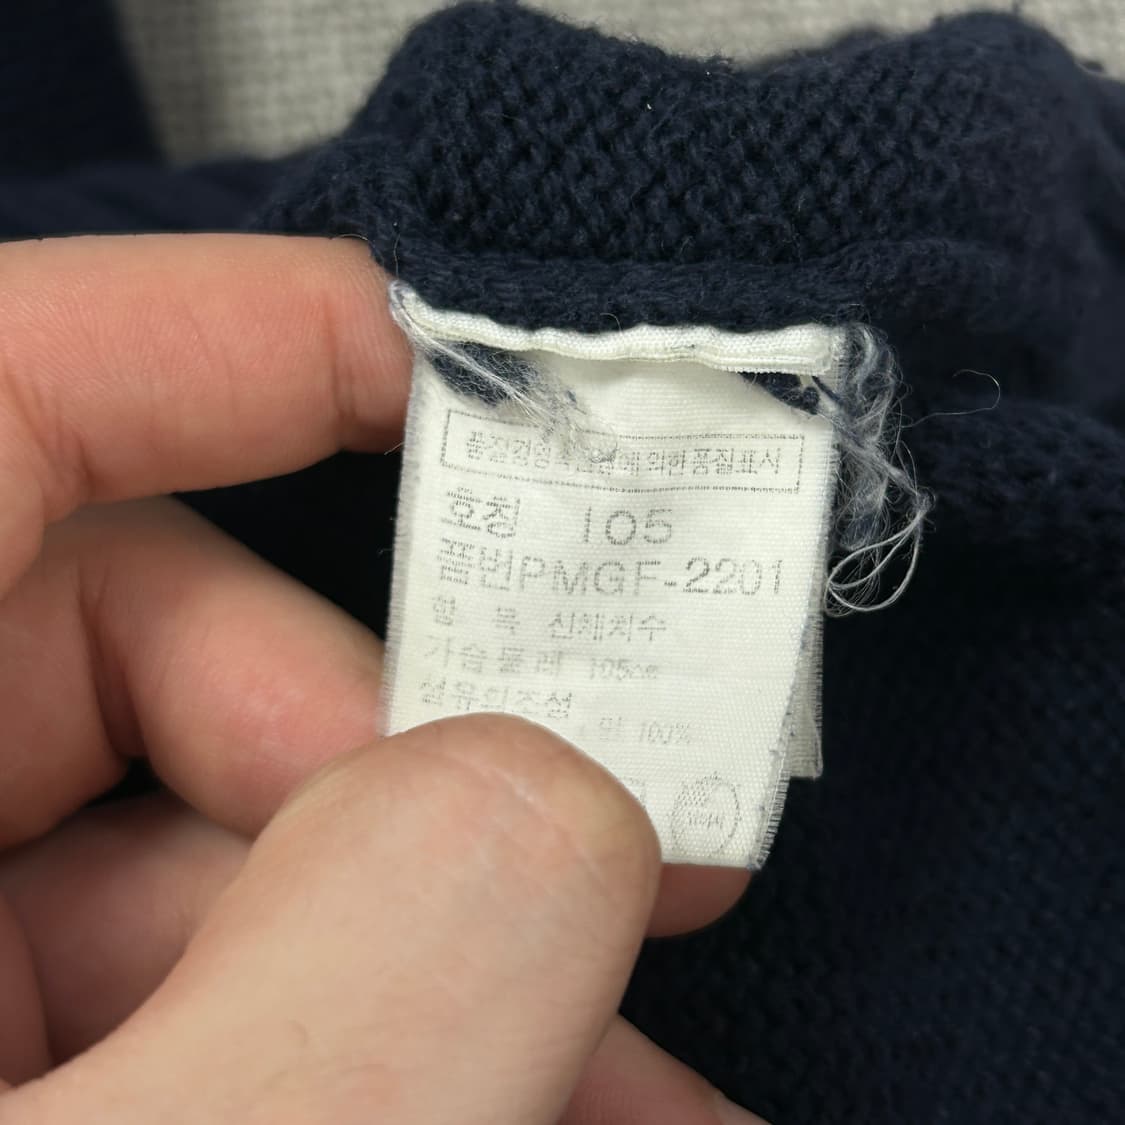 품질경영촉진법에의한품질표시
호칭 105
품번PMGF-2201
항 목 신체치수
가슴둘레 105cm
섬유의조성
면 100%